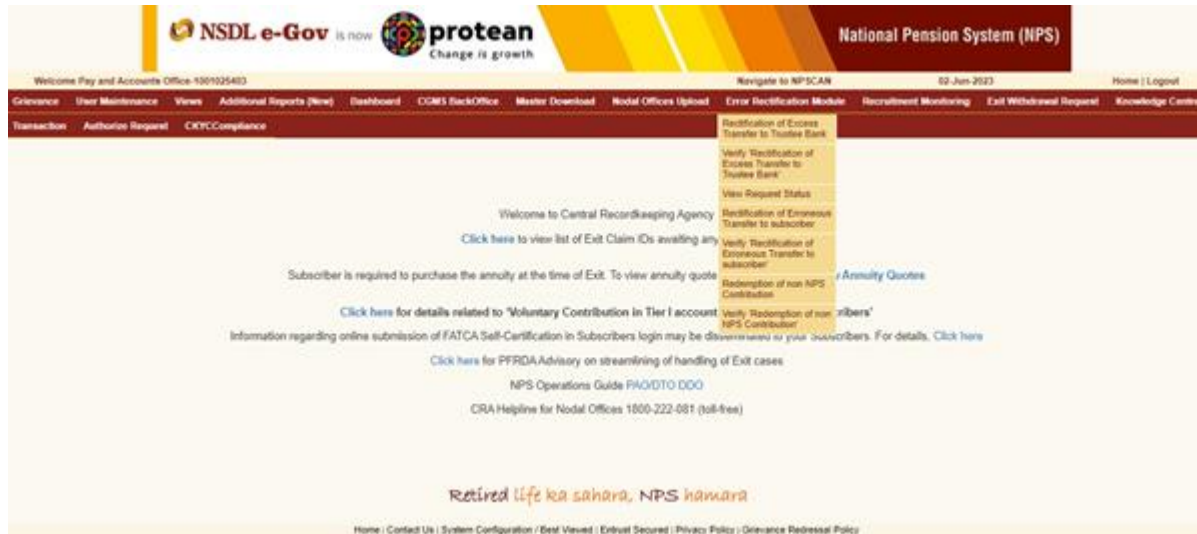 NSDL e-Gov is now protean
Change is growth
National Pension System (NPS)
Welcome Pay and Accounts Office-1001025403 Navigate to NPSCAN 02-Jun-2023 Home | Logout
Grievance User Maintenance Views Additional Reports (New) Dashboard CGMS BackOffice Master Download Nodal Offices Upload Error Rectification Module Recruitment Monitoring Exit Withdrawal Request Knowledge Centr
Transaction Authorize Request CKYCCompliance
Rectification of Excess
Transfer to Trustee Bank
Verify 'Rectification of
Excess Transfer to
Trustee Bank'
View Request Status
Rectification of Erroneous
Transfer to subscriber
Verify 'Rectification of
Erroneous Transfer to
subscriber'
Redemption of non NPS
Contribution
Verify 'Redemption of non
NPS Contribution'
Welcome to Central Recordkeeping Agency
Click here to view list of Exit Claim IDs awaiting any
Subscriber is required to purchase the annuity at the time of Exit. To view annuity quote Annuity Quotes
Click here for details related to 'Voluntary Contribution in Tier I account ribers'
Information regarding online submission of FATCA Self-Certification in Subscribers login may be disseminated to your Subscribers. For details, Click here
Click here for PFRDA Advisory on streamlining of handling of Exit cases
NPS Operations Guide PAO/DTO DDO
CRA Helpline for Nodal Offices 1800-222-081 (toll-free)
Retired life ka sahara, NPS hamara
Home | Contact Us | System Configuration / Best Viewed | Entrust Secured | Privacy Policy | Grievance Redressal Policy